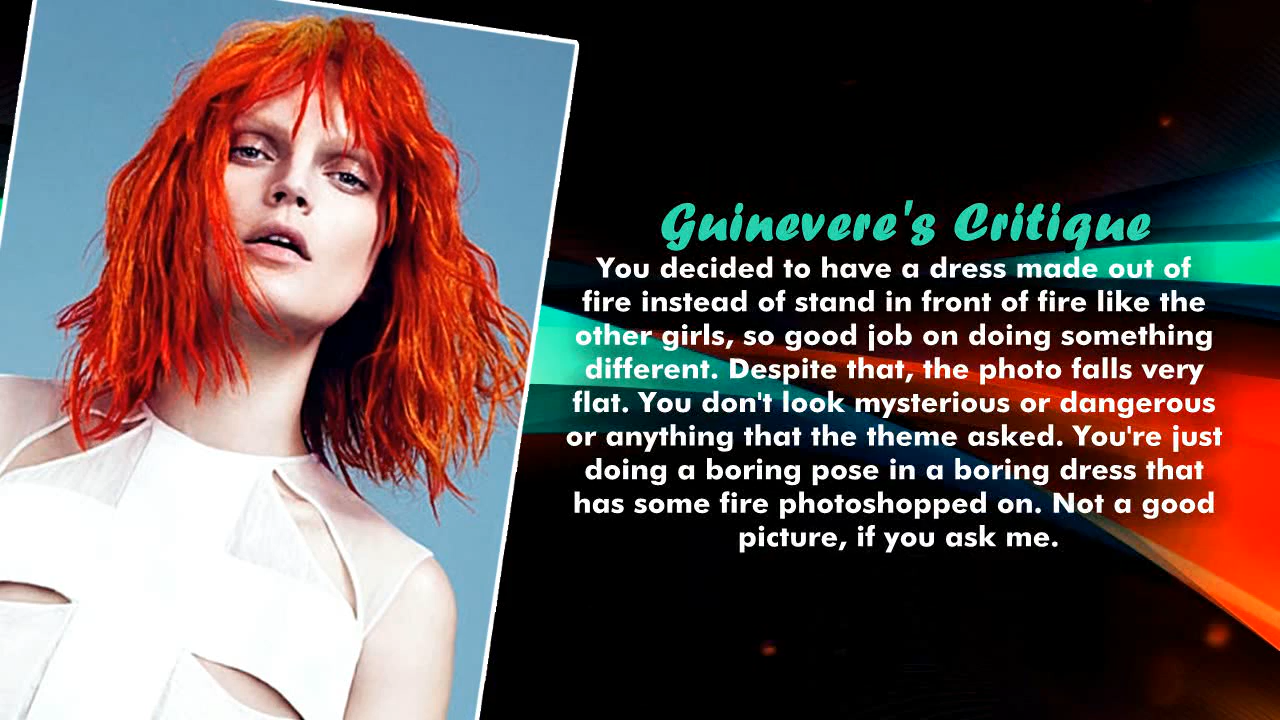 Guinevere's Critique
You decided to have a dress made out of
fire instead of stand in front of fire like the
other girls, so good job on doing something
different. Despite that, the photo falls very
flat. You don't look mysterious or dangerous
or anything that the theme asked. You're just
doing a boring pose in a boring dress that
has some fire photoshopped on. Not a good
picture, if you ask me.